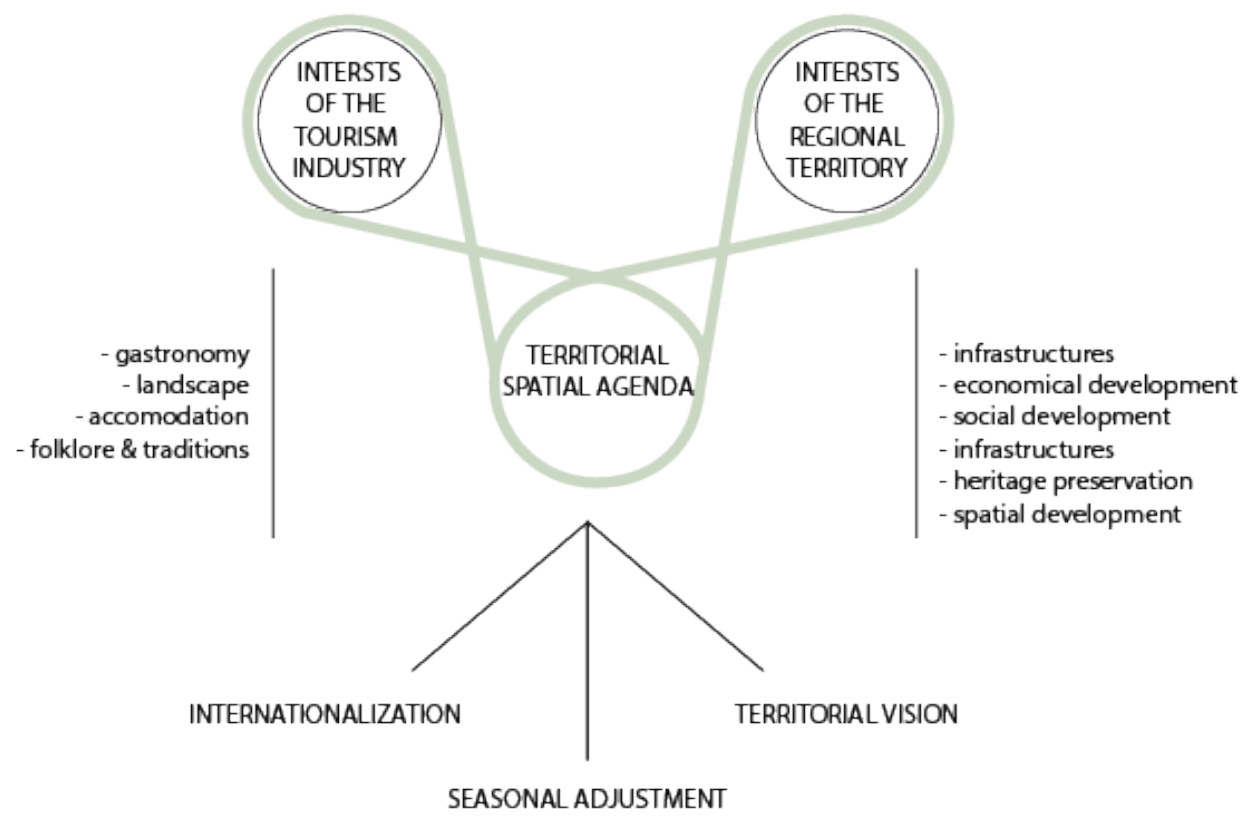 INTERSTS
OF THE
TOURISM
INDUSTRY
INTERSTS
OF THE
REGIONAL
TERRITORY
TERRITORIAL
SPATIAL AGENDA
- gastronomy
- landscape
- accomodation
- folklore & traditions
- infrastructures
- economical development
- social development
- infrastructures
- heritage preservation
- spatial development
INTERNATIONALIZATION
TERRITORIAL VISION
SEASONAL ADJUSTMENT